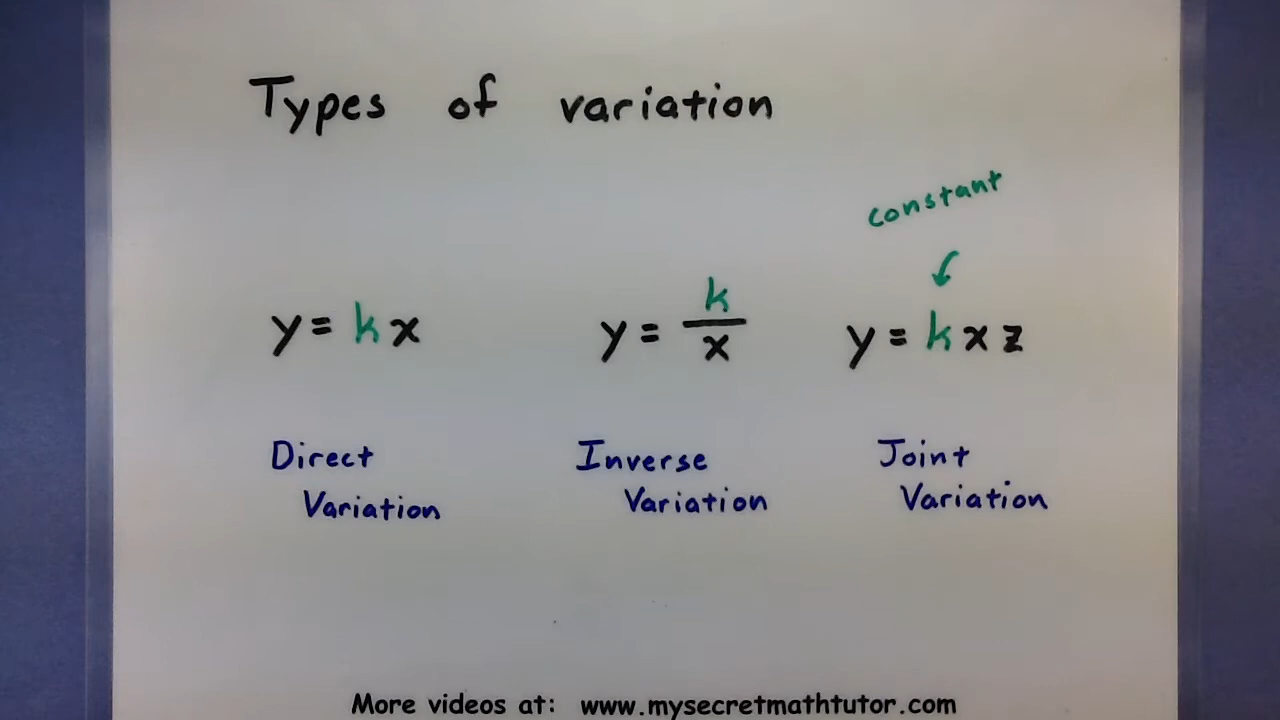 Types of variation
constant
y = kx
y = k/x
y = kxz
Direct
Variation
Inverse
Variation
Joint
Variation
More videos at: www.mysecretmathtutor.com